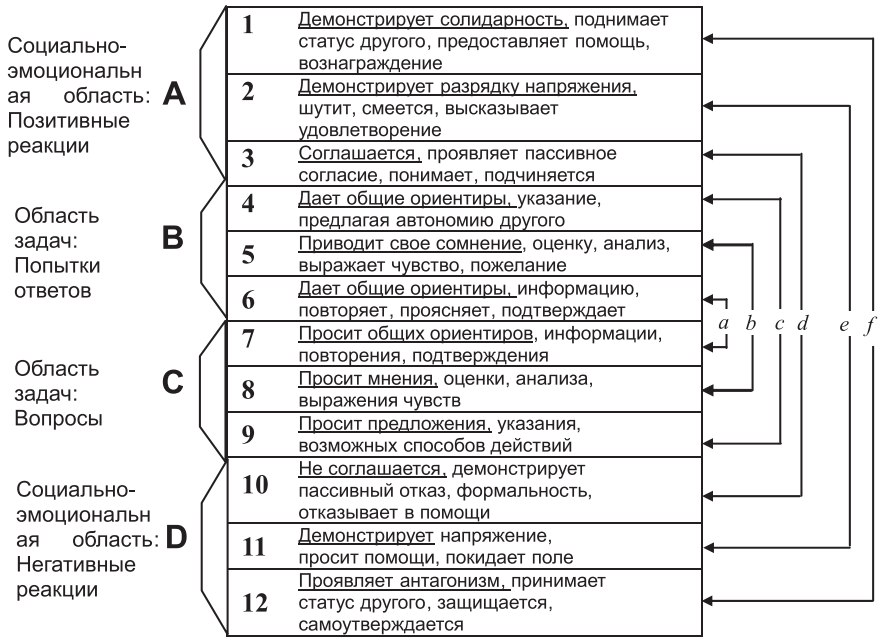 Социально-
эмоциональн
ая область:
Позитивные
реакции
A
1 Демонстрирует солидарность, поднимает
статус другого, предоставляет помощь,
вознаграждение
2 Демонстрирует разрядку напряжения,
шутит, смеется, высказывает
удовлетворение
3 Соглашается, проявляет пассивное
согласие, понимает, подчиняется
Область
задач:
Попытки
ответов
B
4 Дает общие ориентиры, указание,
предлагая автономию другого
5 Приводит свое сомнение, оценку, анализ,
выражает чувство, пожелание
6 Дает общие ориентиры, информацию,
повторяет, проясняет, подтверждает
Область
задач:
Вопросы
C
7 Просит общих ориентиров, информации,
повторения, подтверждения
8 Просит мнения, оценки, анализа,
выражения чувств
9 Просит предложения, указания,
возможных способов действий
Социально-
эмоциональн
ая область:
Негативные
реакции
D
10 Не соглашается, демонстрирует
пассивный отказ, формальность,
отказывает в помощи
11 Демонстрирует напряжение,
просит помощи, покидает поле
12 Проявляет антагонизм, принимает
статус другого, защищается,
самоутверждается
a b c d e f